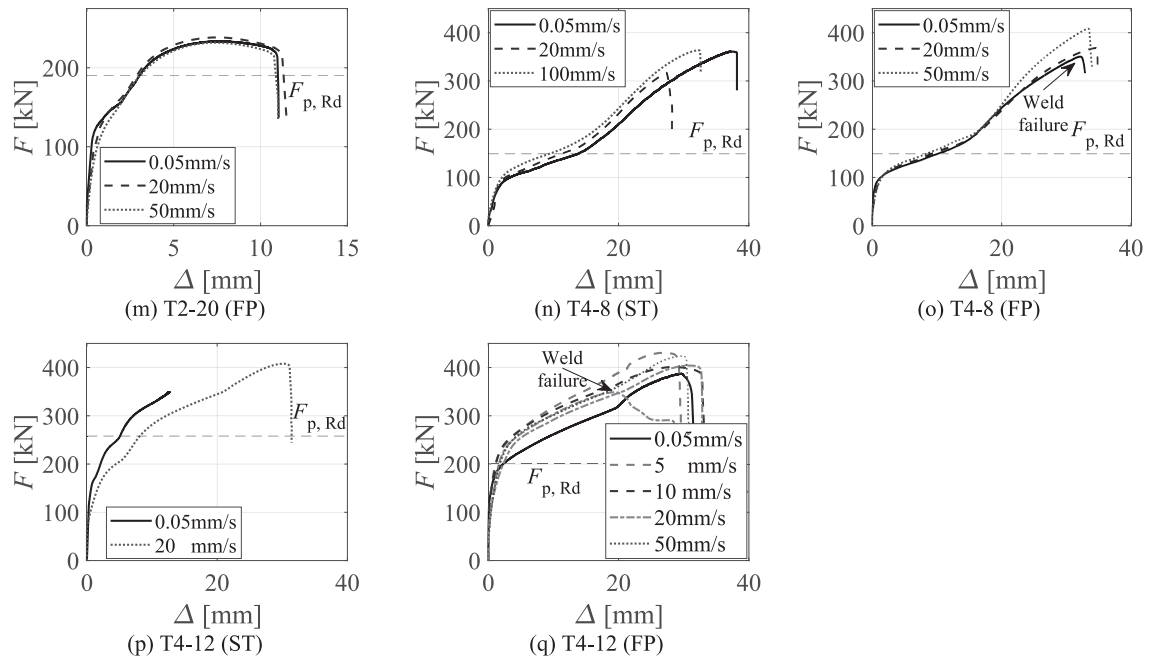 F [kN]
200
100
0
0.05mm/s
20mm/s
50mm/s
F p, Rd
0 5 10 15
Δ [mm]
(m) T2-20 (FP)
F [kN]
400
300
200
100
0
0.05mm/s
20mm/s
100mm/s
F p, Rd
0 20 40
Δ [mm]
(n) T4-8 (ST)
F [kN]
400
300
200
100
0
0.05mm/s
20mm/s
50mm/s
Weld
failure
F p, Rd
0 10 20 30 40
Δ [mm]
(o) T4-8 (FP)
F [kN]
400
300
200
100
0
F p, Rd
0.05mm/s
20 mm/s
0 20 40
Δ [mm]
(p) T4-12 (ST)
F [kN]
400
300
200
100
0
Weld
failure
F p, Rd
0.05mm/s
5 mm/s
10 mm/s
20mm/s
50mm/s
0 20 40
Δ [mm]
(q) T4-12 (FP)